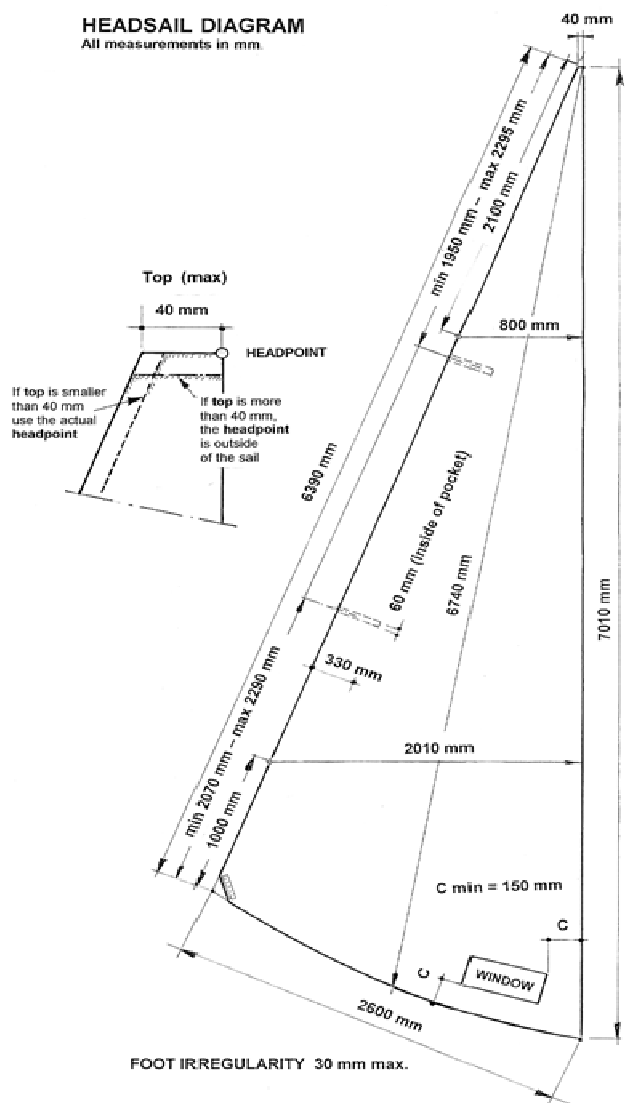 HEADSAIL DIAGRAM
All measurements in mm.
40 mm
min 1950 mm – max 2295 mm
2100 mm
Top (max)
40 mm
HEADPOINT
If top is smaller
than 40 mm
use the actual
headpoint
If top is more
than 40 mm,
the headpoint
is outside
of the sail
800 mm
6390 mm
60 mm (inside of pocket)
6740 mm
7010 mm
330 mm
min 2070 mm – max 2290 mm
1000 mm
2010 mm
C min = 150 mm
C
C
WINDOW
2600 mm
FOOT IRREGULARITY 30 mm max.